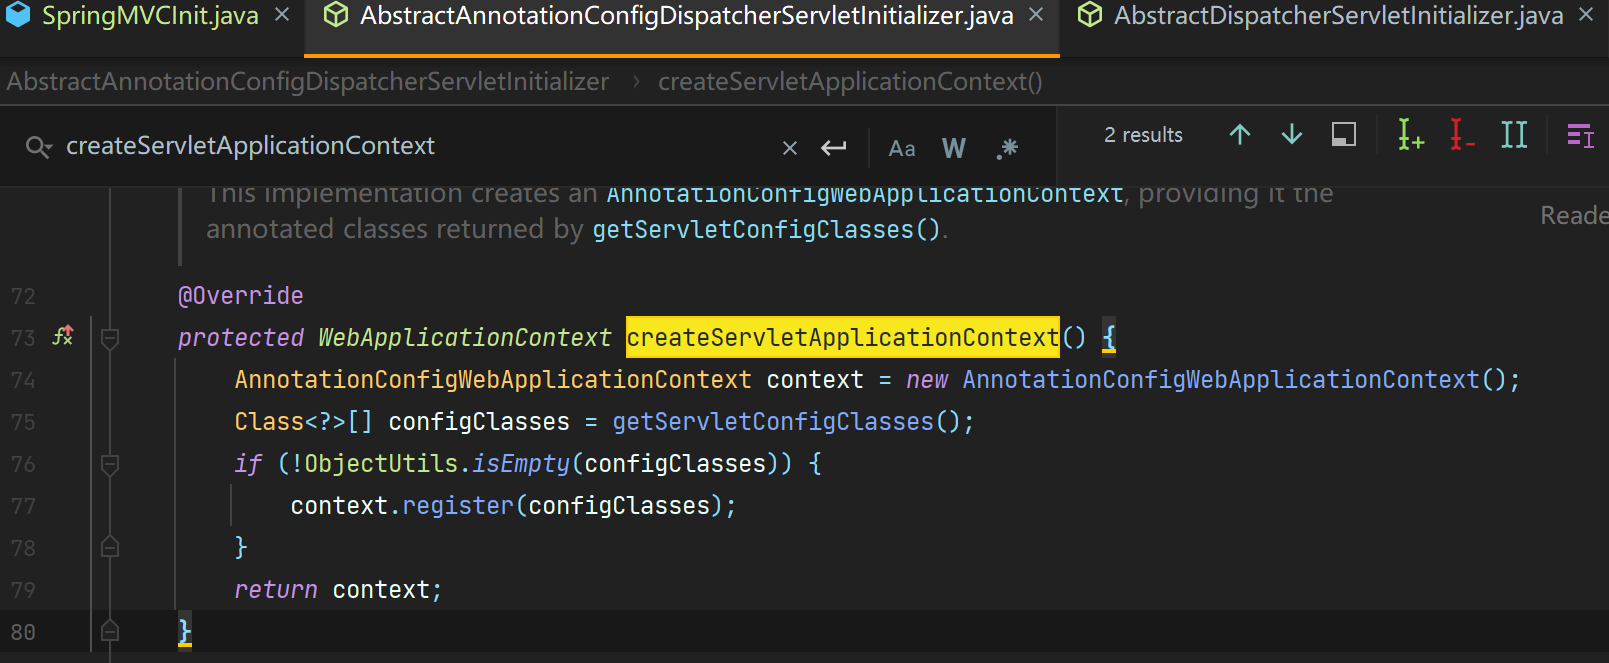 SpringMVCInit.java
AbstractAnnotationConfigDispatcherServletInitializer.java
AbstractDispatcherServletInitializer.java
AbstractAnnotationConfigDispatcherServletInitializer › createServletApplicationContext()
createServletApplicationContext
Aa W .* 2 results
This implementation creates an AnnotationConfigWebApplicationContext, providing it the
annotated classes returned by getServletConfigClasses().
Reade
72 @Override
73 protected WebApplicationContext createServletApplicationContext() {
74 AnnotationConfigWebApplicationContext context = new AnnotationConfigWebApplicationContext();
75 Class<?>[] configClasses = getServletConfigClasses();
76 if (!ObjectUtils.isEmpty(configClasses)) {
77 context.register(configClasses);
78 }
79 return context;
80 }